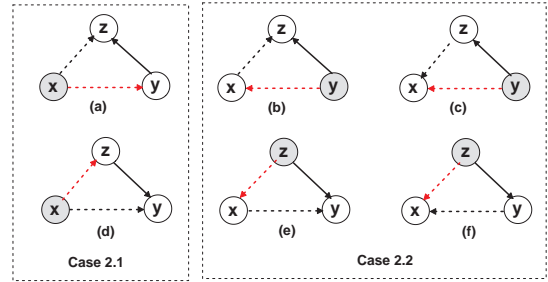 z z z
x y x y x y
(a) (b) (c)
z z z
x y x y x y
(d) (e) (f)
Case 2.1 Case 2.2